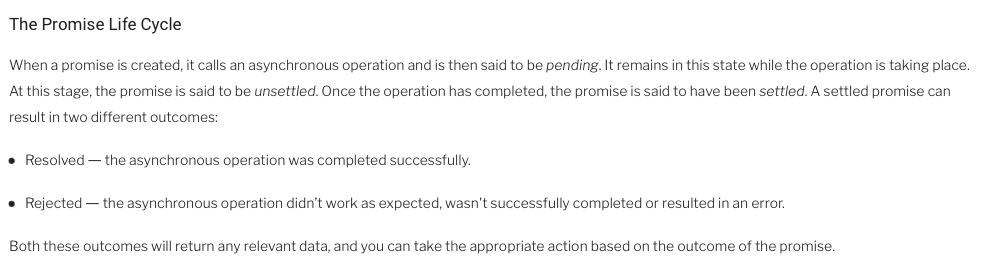 The Promise Life Cycle
When a promise is created, it calls an asynchronous operation and is then said to be pending. It remains in this state while the operation is taking place.
At this stage, the promise is said to be unsettled. Once the operation has completed, the promise is said to have been settled. A settled promise can
result in two different outcomes:
• Resolved — the asynchronous operation was completed successfully.
• Rejected — the asynchronous operation didn't work as expected, wasn't successfully completed or resulted in an error.
Both these outcomes will return any relevant data, and you can take the appropriate action based on the outcome of the promise.